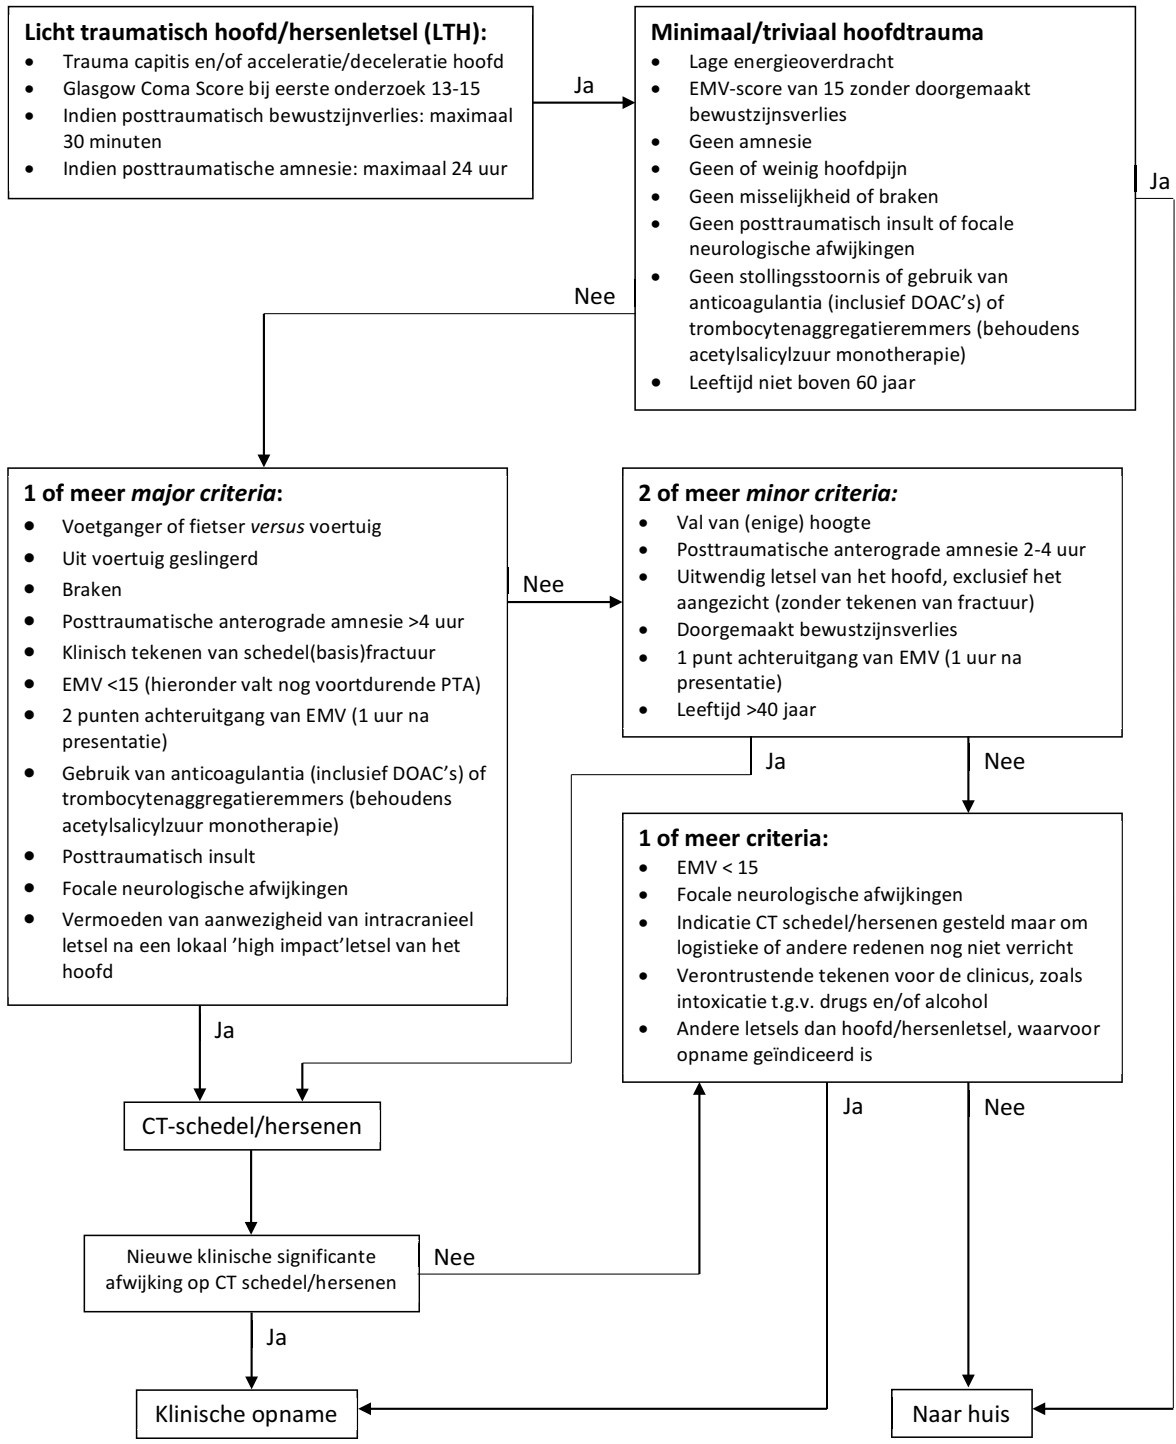 Licht traumatisch hoofd/hersenletsel (LTH):
• Trauma capitis en/of acceleratie/deceleratie hoofd
• Glasgow Coma Score bij eerste onderzoek 13-15
• Indien posttraumatisch bewustzijnverlies: maximaal
30 minuten
• Indien posttraumatische amnesie: maximaal 24 uur
Ja
Minimaal/triviaal hoofdtrauma
• Lage energieoverdracht
• EMV-score van 15 zonder doorgemaakt
bewustzijnsverlies
• Geen amnesie
• Geen of weinig hoofdpijn
• Geen misselijkheid of braken
• Geen posttraumatisch insult of focale
neurologische afwijkingen
• Geen stollingsstoornis of gebruik van
anticoagulantia (inclusief DOAC's) of
trombocytenaggregatieremmers (behoudens
acetylsalicylzuur monotherapie)
• Leeftijd niet boven 60 jaar
Ja
Nee
1 of meer major criteria:
• Voetganger of fietser versus voertuig
• Uit voertuig geslingerd
• Braken
• Posttraumatische anterograde amnesie >4 uur
• Klinisch tekenen van schedel(basis)fractuur
• EMV <15 (hieronder valt nog voortdurende PTA)
• 2 punten achteruitgang van EMV (1 uur na
presentatie)
• Gebruik van anticoagulantia (inclusief DOAC's) of
trombocytenaggregatieremmers (behoudens
acetylsalicylzuur monotherapie)
• Posttraumatisch insult
• Focale neurologische afwijkingen
• Vermoeden van aanwezigheid van intracranieel
letsel na een lokaal 'high impact'letsel van het
hoofd
Nee
2 of meer minor criteria:
• Val van (enige) hoogte
• Posttraumatische anterograde amnesie 2-4 uur
• Uitwendig letsel van het hoofd, exclusief het
aangezicht (zonder tekenen van fractuur)
• Doorgemaakt bewustzijnsverlies
• 1 punt achteruitgang van EMV (1 uur na
presentatie)
• Leeftijd >40 jaar
Ja
Nee
1 of meer criteria:
• EMV < 15
• Focale neurologische afwijkingen
• Indicatie CT schedel/hersenen gesteld maar om
logistieke of andere redenen nog niet verricht
• Verontrustende tekenen voor de clinicus, zoals
intoxicatie t.g.v. drugs en/of alcohol
• Andere letsels dan hoofd/hersenletsel, waarvoor
opname geïndiceerd is
Ja
Ja
Nee
CT-schedel/hersenen
Nieuwe klinische significante
afwijking op CT schedel/hersenen
Nee
Ja
Klinische opname
Naar huis